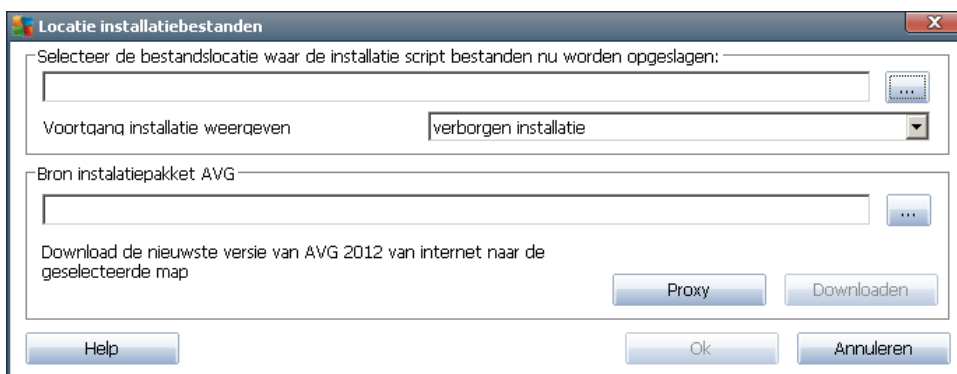 Locatie installatiebestanden
Selecteer de bestandslocatie waar de installatie script bestanden nu worden opgeslagen:
...
Voortgang installatie weergeven verborgen installatie
Bron instalatiepakket AVG
...
Download de nieuwste versie van AVG 2012 van internet naar de
geselecteerde map
Proxy Downloaden
Help Ok Annuleren